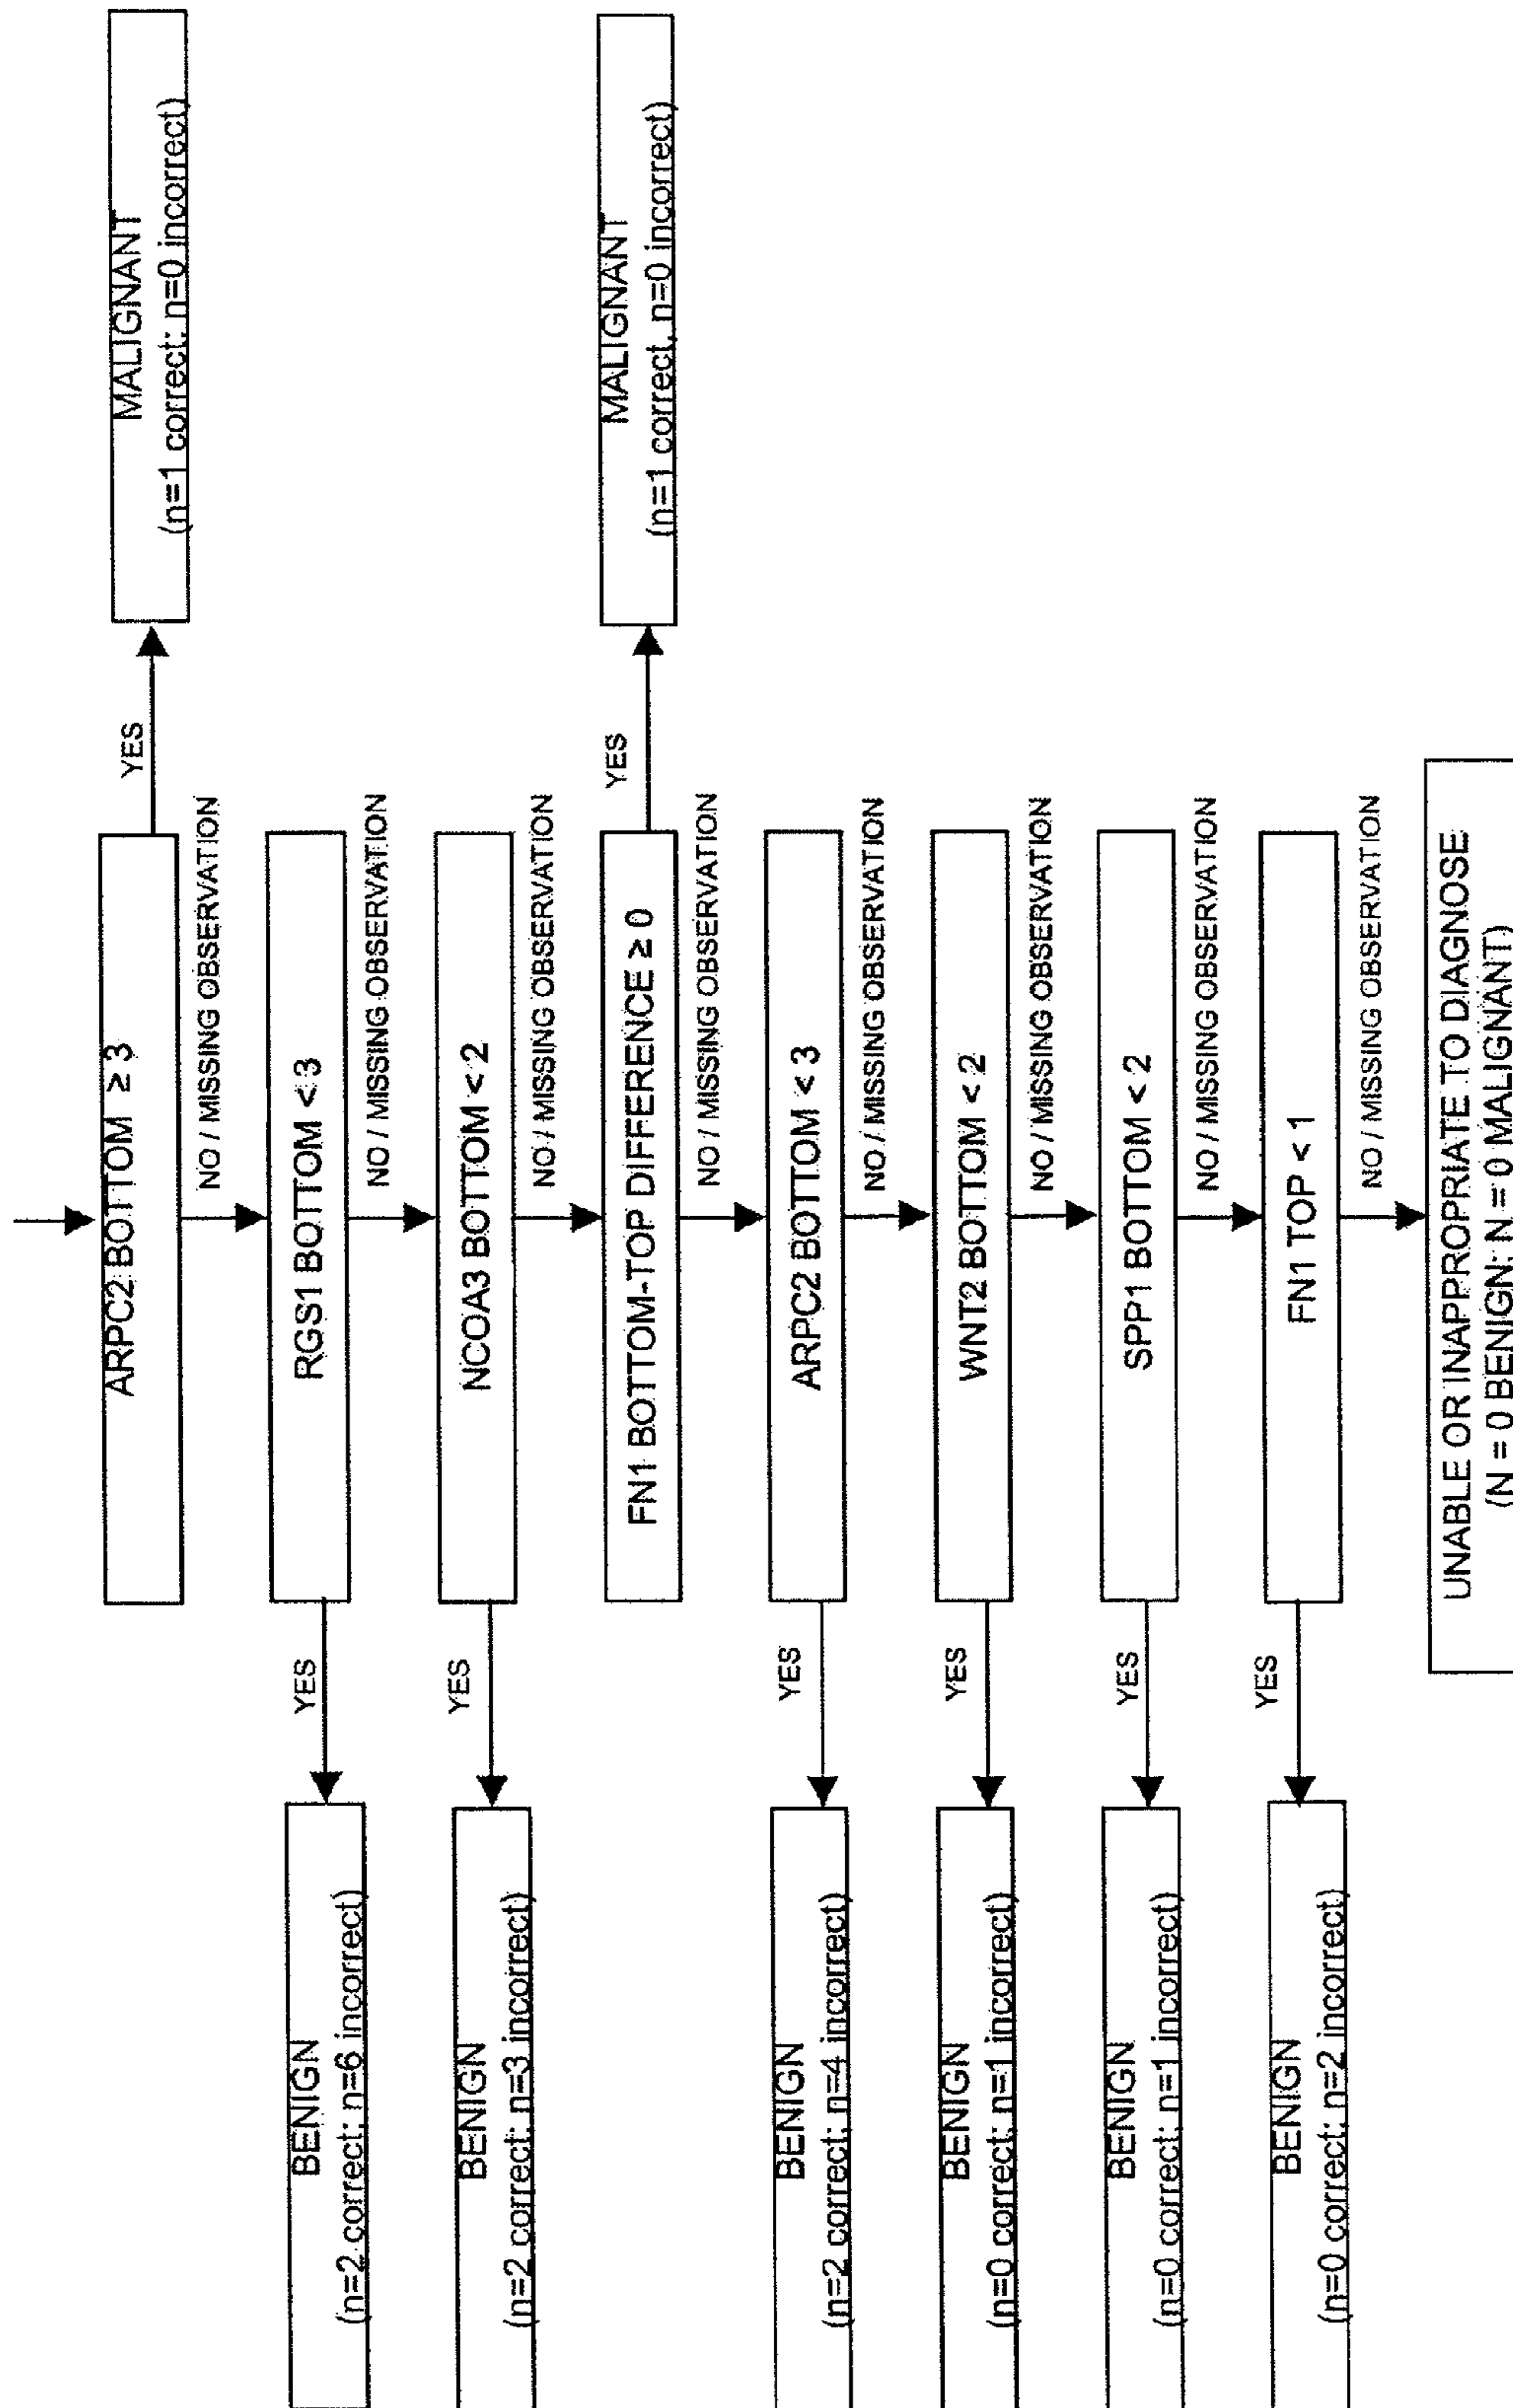 ARPC2 BOTTOM ≥ 3
YES
MALIGNANT
(n=1 correct; n=0 incorrect)
NO / MISSING OBSERVATION
RGS1 BOTTOM < 3
YES
BENIGN
(n=2 correct; n=6 incorrect)
NO / MISSING OBSERVATION
NCOA3 BOTTOM < 2
YES
BENIGN
(n=2 correct; n=3 incorrect)
NO / MISSING OBSERVATION
FN1 BOTTOM-TOP DIFFERENCE ≥ 0
YES
MALIGNANT
(n=1 correct, n=0 incorrect)
NO / MISSING OBSERVATION
ARPC2 BOTTOM < 3
YES
BENIGN
(n=2 correct; n=4 incorrect)
NO / MISSING OBSERVATION
WNT2 BOTTOM < 2
YES
BENIGN
(n=0 correct; n=1 incorrect)
NO / MISSING OBSERVATION
SPP1 BOTTOM < 2
YES
BENIGN
(n=0 correct; n=1 incorrect)
NO / MISSING OBSERVATION
FN1 TOP < 1
YES
BENIGN
(n=0 correct; n=2 incorrect)
NO / MISSING OBSERVATION
UNABLE OR INAPPROPRIATE TO DIAGNOSE
(N = 0 BENIGN; N = 0 MALIGNANT)